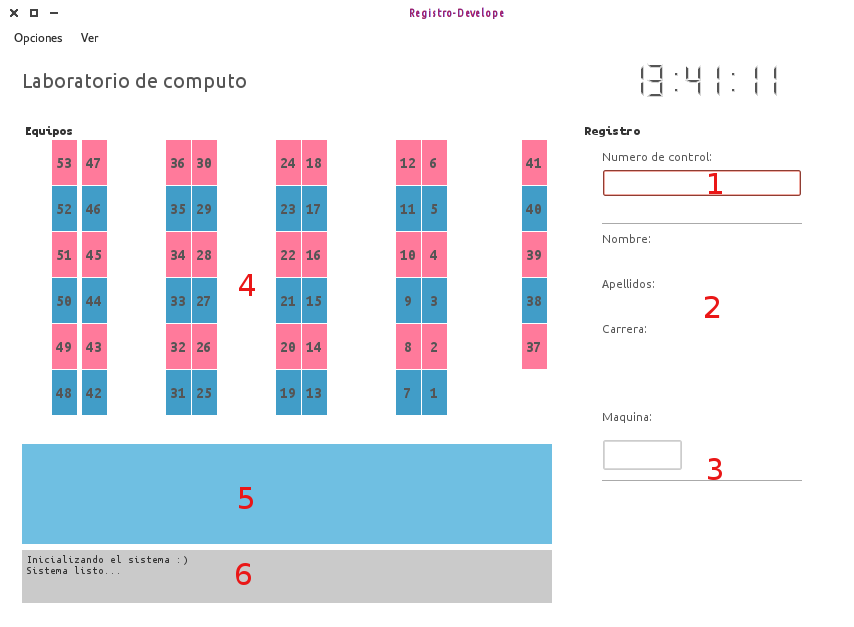 Registro-Develope
Opciones Ver
Laboratorio de computo
13:41:11
Equipos
53 47 36 30 24 18 12 6 41
52 46 35 29 23 17 11 5 40
51 45 34 28 22 16 10 4 39
4
50 44 33 27 21 15 9 3 38
49 43 32 26 20 14 8 2 37
48 42 31 25 19 13 7 1
5
Inicializando el sistema :)
Sistema listo...
6
Registro
Numero de control:
1
Nombre:
Apellidos:
2
Carrera:
Maquina:
3